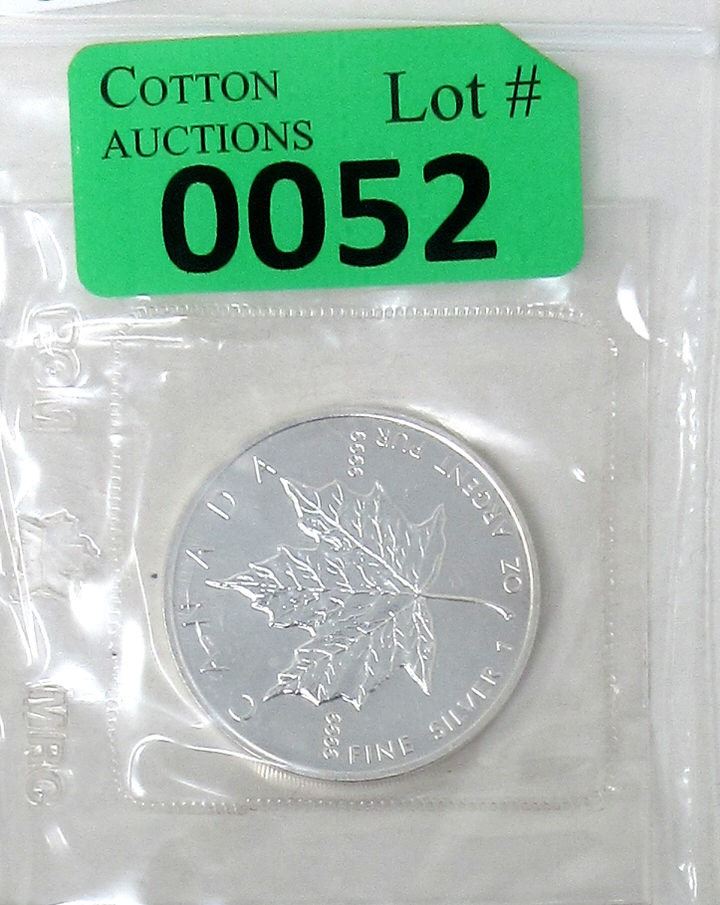 COTTON
AUCTIONS
Lot #
0052
RCM
MRC
CANADA
9999
FINE SILVER 1 OZ ARGENT PUR
9999